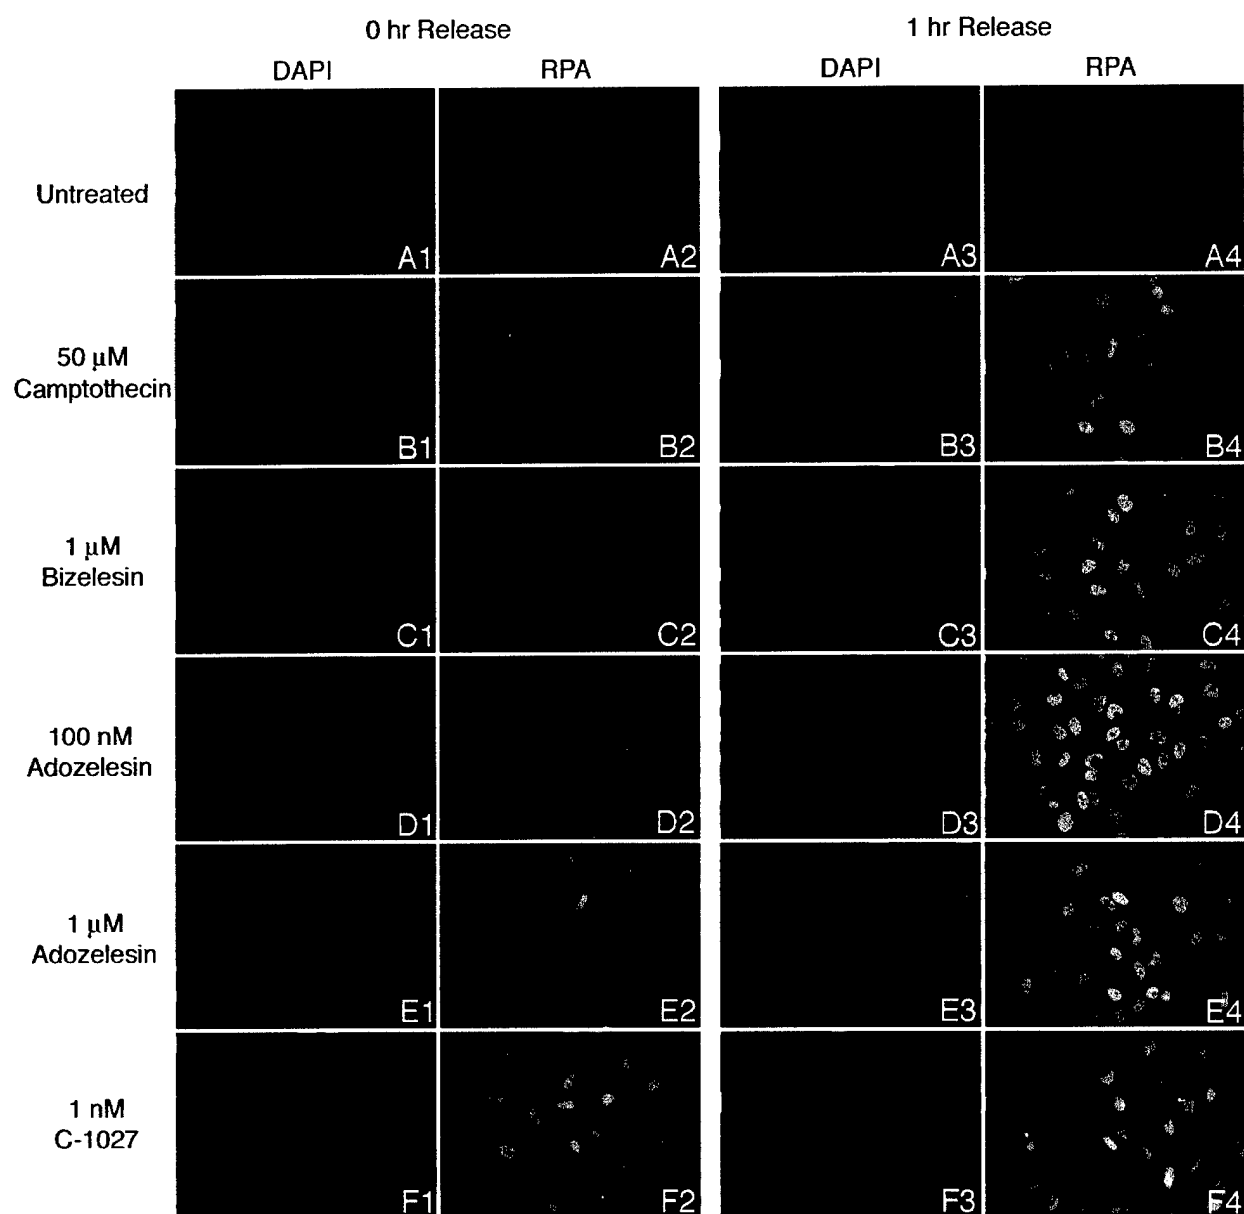 0 hr Release
1 hr Release
DAPI
RPA
DAPI
RPA
Untreated
A1
A2
A3
A4
50 μM
Camptothecin
B1
B2
B3
B4
1 μM
Bizelesin
C1
C2
C3
C4
100 nM
Adozelesin
D1
D2
D3
D4
1 μM
Adozelesin
E1
E2
E3
E4
1 nM
C-1027
F1
F2
F3
F4